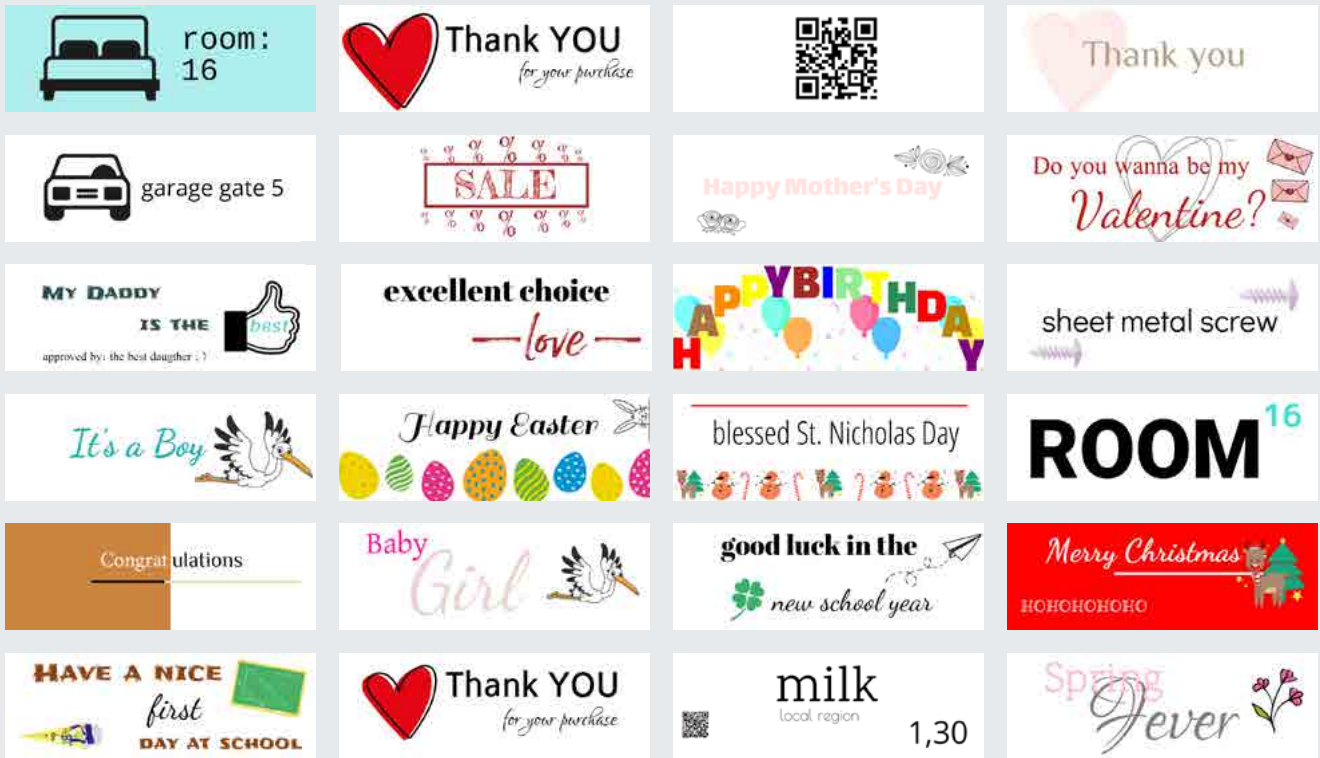 room:
16
Thank YOU
for your purchase
Thank you
garage gate 5
% % % % % % %
SALE
% % % % % % % % %
Happy Mother's Day
Do you wanna be my
Valentine?
MY DADDY
IS THE
best
approved by: the best daugther : )
excellent choice
love
HAPPYBIRTHDAY
sheet metal screw
It's a Boy
Happy Easter
blessed St. Nicholas Day
ROOM 16
Congratulations
Baby
Girl
good luck in the
new school year
Merry Christmas
HOHOHOHOHO
HAVE A NICE
first
DAY AT SCHOOL
Thank YOU
for your purchase
milk
local region
1,30
Spring
Fever